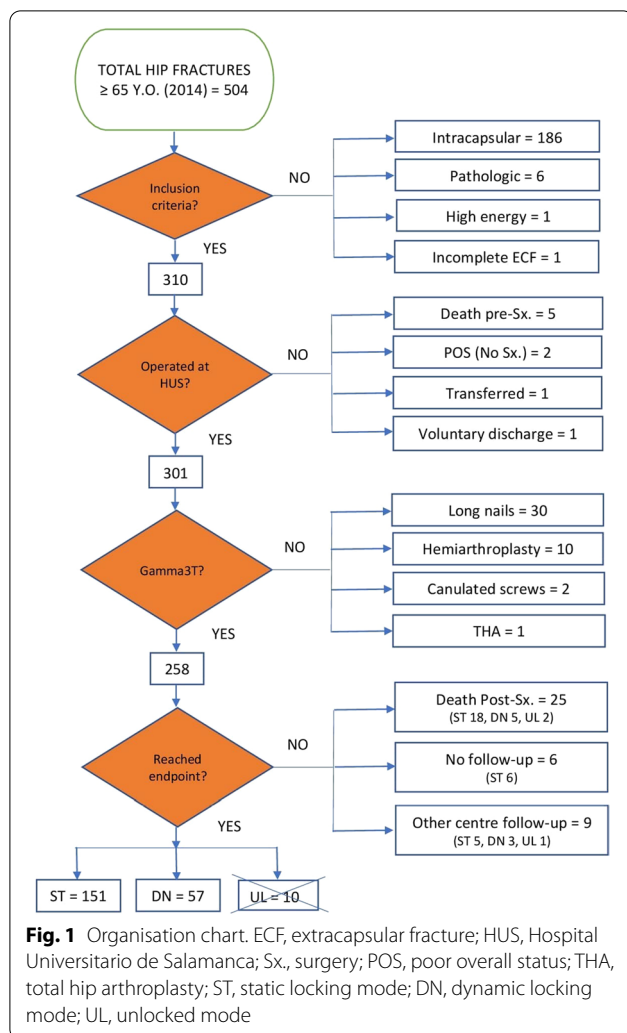 TOTAL HIP FRACTURES
≥ 65 Y.O. (2014) = 504
Inclusion
criteria?
NO
Intracapsular = 186
Pathologic = 6
High energy = 1
Incomplete ECF = 1
YES
310
Operated at
HUS?
NO
Death pre-Sx. = 5
POS (No Sx.) = 2
Transferred = 1
Voluntary discharge = 1
YES
301
Gamma3T?
NO
Long nails = 30
Hemiarthroplasty = 10
Canulated screws = 2
THA = 1
YES
258
Reached
endpoint?
NO
Death Post-Sx. = 25
(ST 18, DN 5, UL 2)
No follow-up = 6
(ST 6)
Other centre follow-up = 9
(ST 5, DN 3, UL 1)
YES
ST = 151
DN = 57
UL = 10
Fig. 1 Organisation chart. ECF, extracapsular fracture; HUS, Hospital
Universitario de Salamanca; Sx., surgery; POS, poor overall status; THA,
total hip arthroplasty; ST, static locking mode; DN, dynamic locking
mode; UL, unlocked mode